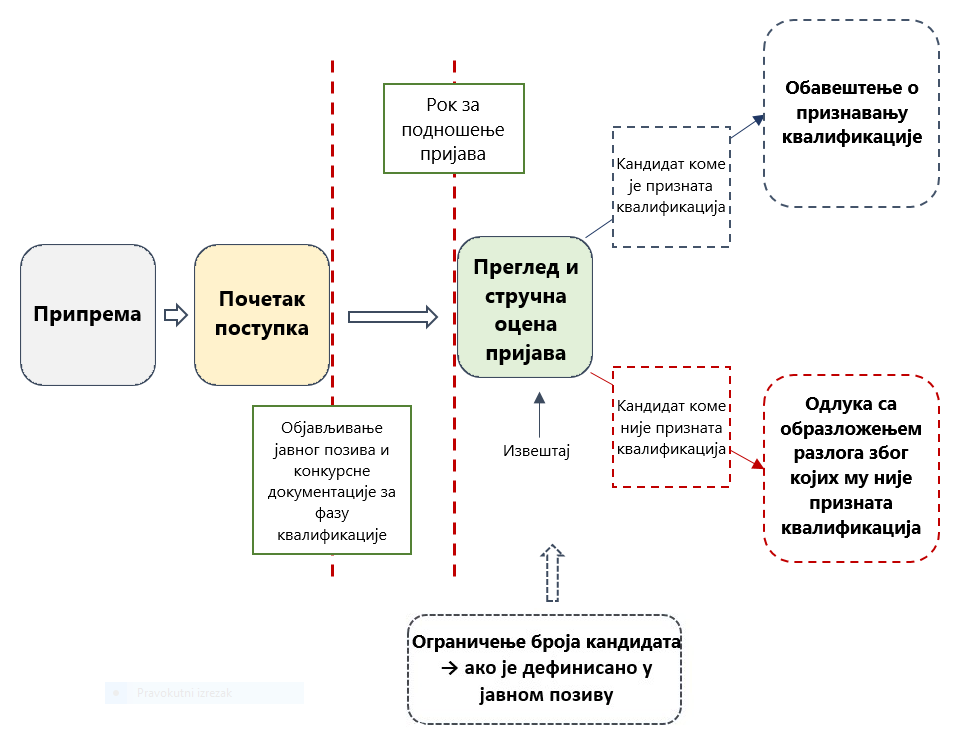 Припрема
Почетак
поступка
Објављивање
јавног позива и
конкурсне
документације за
фазу
квалификације
Рок за
подношење
пријава
Преглед и
стручна
оцена
пријава
Извештај
Кандидат коме
је призната
квалификација
Обавештење о
признавању
квалификације
Кандидат коме
није призната
квалификација
Одлука са
образложењем
разлога због
којих му није
призната
квалификација
Ограничење броја кандидата
→ ако је дефинисано у
јавном позиву
Pravokutni izrezak